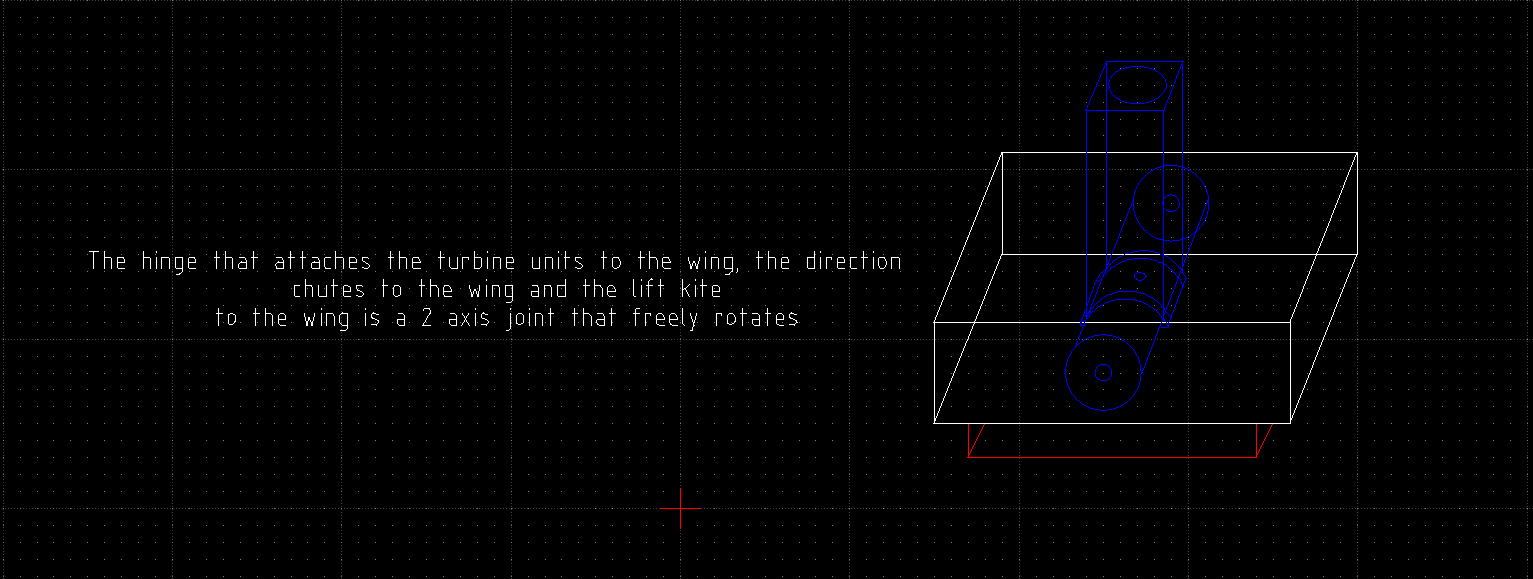 The hinge that attaches the turbine units to the wing, the direction
chutes to the wing and the lift kite
to the wing is a 2 axis joint that freely rotates